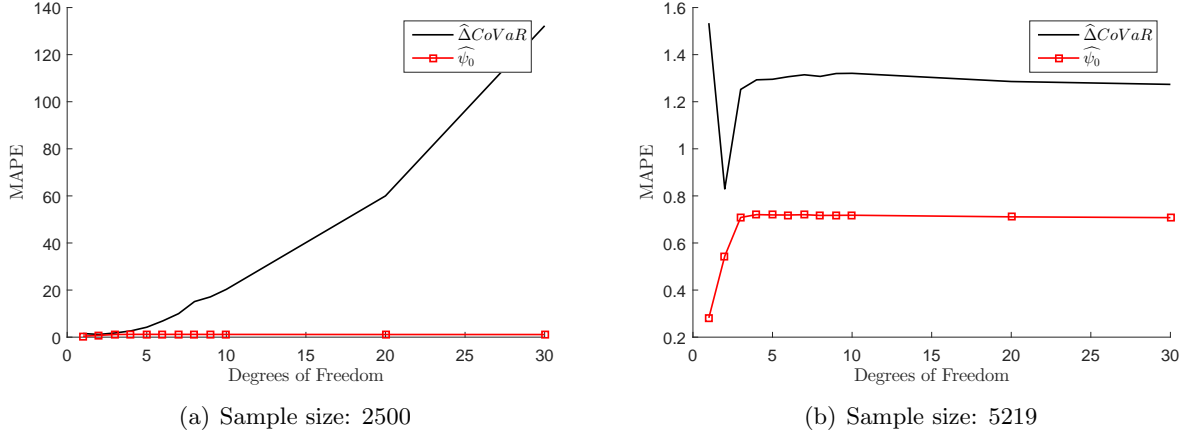 140
120
100
80
60
40
20
0
MAPE
0 5 10 15 20 25 30
Degrees of Freedom
Δ̂CoVaR
ψ̂₀
(a) Sample size: 2500
1.6
1.4
1.2
1
0.8
0.6
0.4
0.2
MAPE
0 5 10 15 20 25 30
Degrees of Freedom
Δ̂CoVaR
ψ̂₀
(b) Sample size: 5219